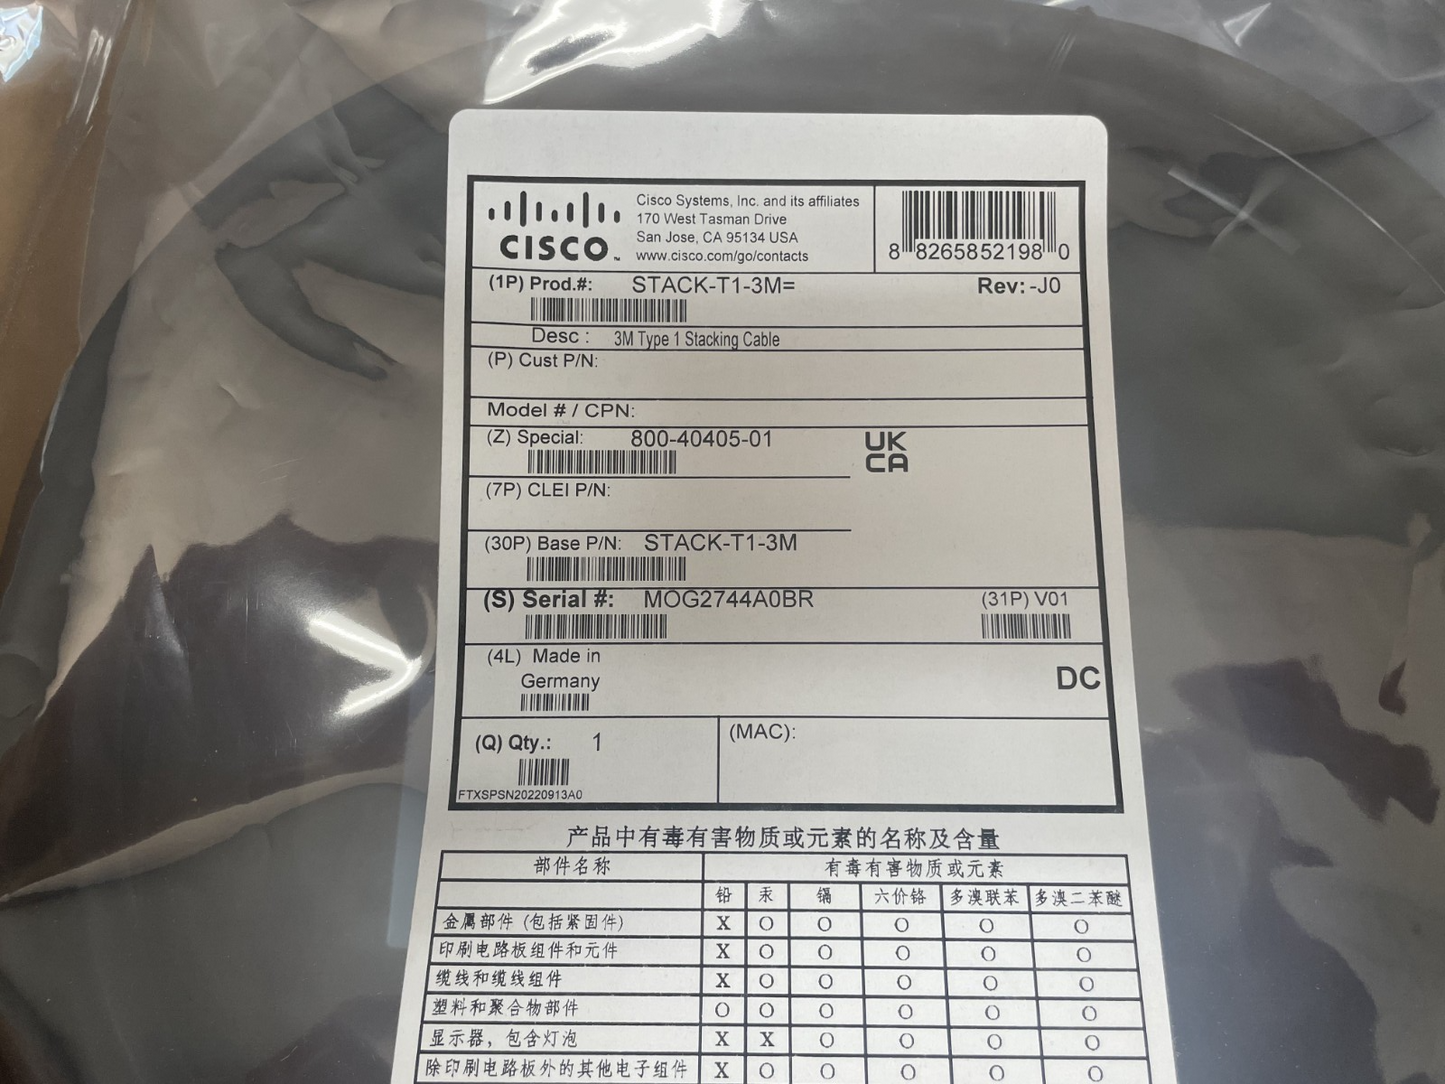 CISCO
Cisco Systems, Inc. and its affiliates
170 West Tasman Drive
San Jose, CA 95134 USA
www.cisco.com/go/contacts
8 8265852198 0
(1P) Prod.#: STACK-T1-3M= Rev: -J0
Desc : 3M Type 1 Stacking Cable
(P) Cust P/N:
Model # / CPN:
(Z) Special: 800-40405-01
UK
CA
(7P) CLEI P/N:
(30P) Base P/N: STACK-T1-3M
(S) Serial #: MOG2744A0BR (31P) V01
(4L) Made in
Germany
DC
(Q) Qty.: 1 (MAC):
FTXSPSN20220913A0
产品中有毒有害物质或元素的名称及含量
部件名称 有毒有害物质或元素
铅 汞 镉 六价铬 多溴联苯 多溴二苯醚
金属部件 (包括紧固件) X O O O O O
印刷电路板组件和元件 X O O O O O
缆线和缆线组件 X O O O O O
塑料和聚合物部件 O O O O O O
显示器，包含灯泡 X X O O O O
除印刷电路板外的其他电子组件 X O O O O O